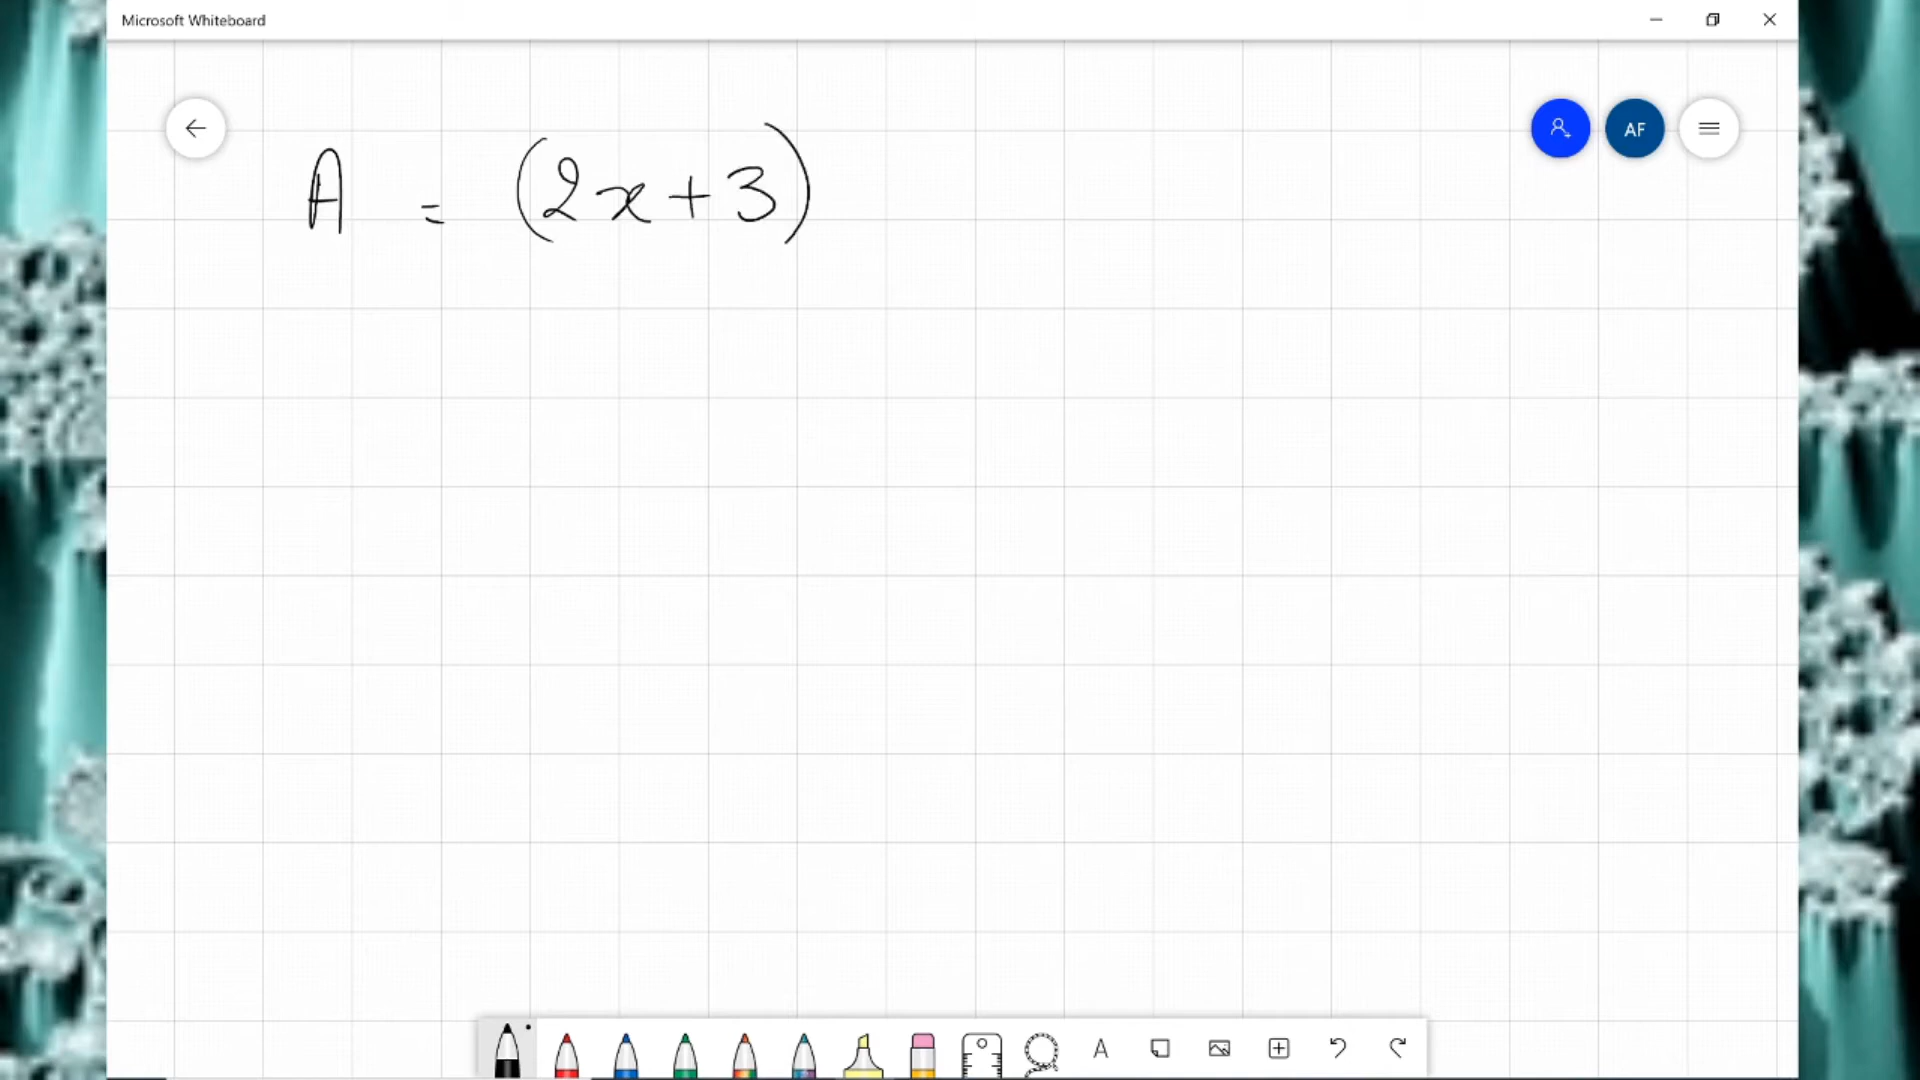 Microsoft Whiteboard
AF
A = (2x+3)
A